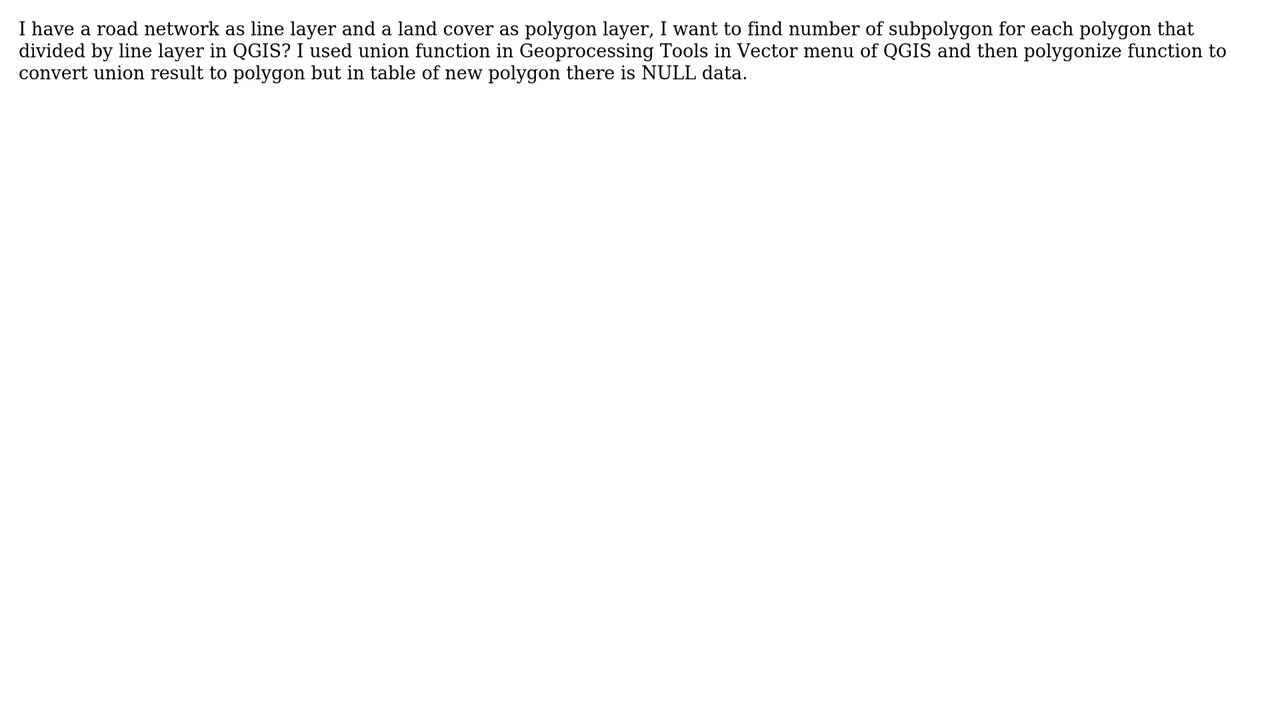 I have a road network as line layer and a land cover as polygon layer, I want to find number of subpolygon for each polygon that
divided by line layer in QGIS? I used union function in Geoprocessing Tools in Vector menu of QGIS and then polygonize function to
convert union result to polygon but in table of new polygon there is NULL data.